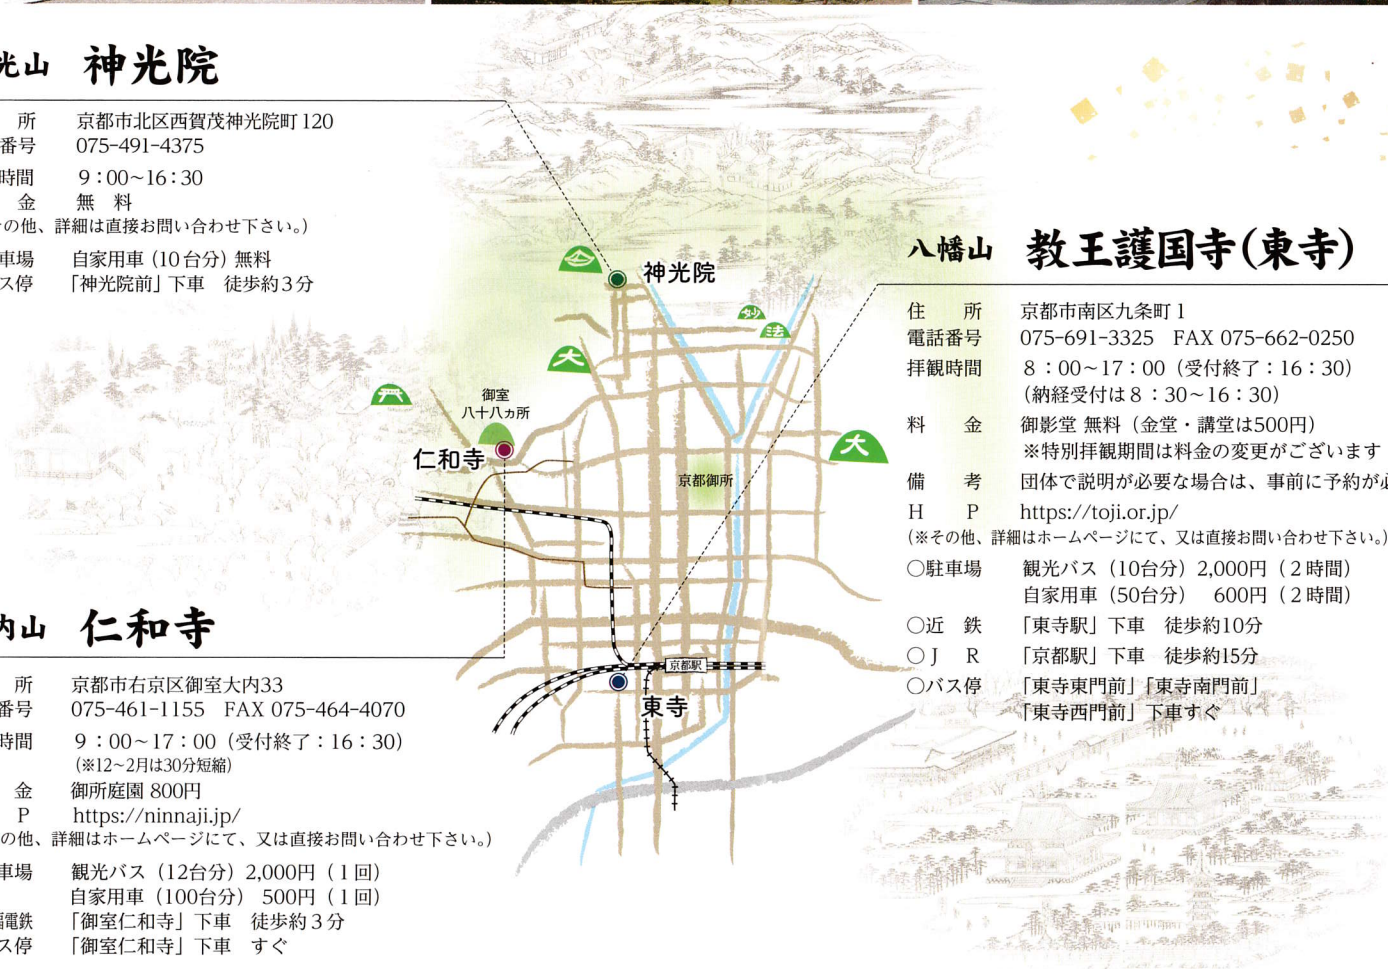 光山　神光院
所　京都市北区西賀茂神光院町120
番号　075-491-4375
時間　9：00～16：30
金　無　料
の他、詳細は直接お問い合わせ下さい。）
車場　自家用車（10台分）無料
ス停　「神光院前」下車　徒歩約3分
内山　仁和寺
所　京都市右京区御室大内33
番号　075-461-1155　FAX 075-464-4070
時間　9：00～17：00（受付終了：16：30）
（※12～2月は30分短縮）
金　御所庭園 800円
P　https://ninnaji.jp/
の他、詳細はホームページにて、又は直接お問い合わせ下さい。）
車場　観光バス（12台分）2,000円（1回）
自家用車（100台分）　500円（1回）
電鉄　「御室仁和寺」下車　徒歩約3分
ス停　「御室仁和寺」下車　すぐ
神光院
妙
法
大
御室
八十八ヵ所
仁和寺
大
京都御所
京都駅
東寺
八幡山　教王護国寺（東寺）
住　所　京都市南区九条町1
電話番号　075-691-3325　FAX 075-662-0250
拝観時間　8：00～17：00（受付終了：16：30）
（納経受付は8：30～16：30）
料　金　御影堂 無料（金堂・講堂は500円）
※特別拝観期間は料金の変更がございます
備　考　団体で説明が必要な場合は、事前に予約が必
H　P　https://toji.or.jp/
（※その他、詳細はホームページにて、又は直接お問い合わせ下さい。）
○駐車場　観光バス（10台分）2,000円（2時間）
自家用車（50台分）　600円（2時間）
○近　鉄　「東寺駅」下車　徒歩約10分
○J　R　「京都駅」下車　徒歩約15分
○バス停　「東寺東門前」「東寺南門前」
「東寺西門前」下車すぐ